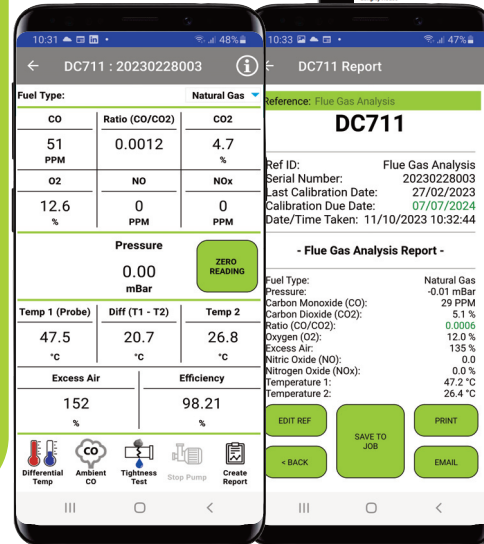 10:31 48%
DC711 : 20230228003
Fuel Type: Natural Gas
CO Ratio (CO/CO2) CO2
51 0.0012 4.7
PPM %
O2 NO NOx
12.6 0 0
% PPM PPM
Pressure
0.00
mBar
ZERO
READING
Temp 1 (Probe) Diff (T1 - T2) Temp 2
47.5 20.7 26.8
°C °C °C
Excess Air Efficiency
152 98.21
% %
Differential
Temp
CO
Ambient
CO
Tightness
Test
Stop Pump
Create
Report
10:33 47%
DC711 Report
Reference: Flue Gas Analysis
DC711
Ref ID: Flue Gas Analysis
Serial Number: 20230228003
Last Calibration Date: 27/02/2023
Calibration Due Date: 07/07/2024
Date/Time Taken: 11/10/2023 10:32:44
- Flue Gas Analysis Report -
Fuel Type: Natural Gas
Pressure: -0.01 mBar
Carbon Monoxide (CO): 29 PPM
Carbon Dioxide (CO2): 5.1 %
Ratio (CO/CO2): 0.0006
Oxygen (O2): 12.0 %
Excess Air: 135 %
Nitric Oxide (NO): 0.0
Nitrogen Oxide (NOx): 0.0 %
Temperature 1: 47.2 °C
Temperature 2: 26.4 °C
EDIT REF
SAVE TO
JOB
PRINT
< BACK
EMAIL